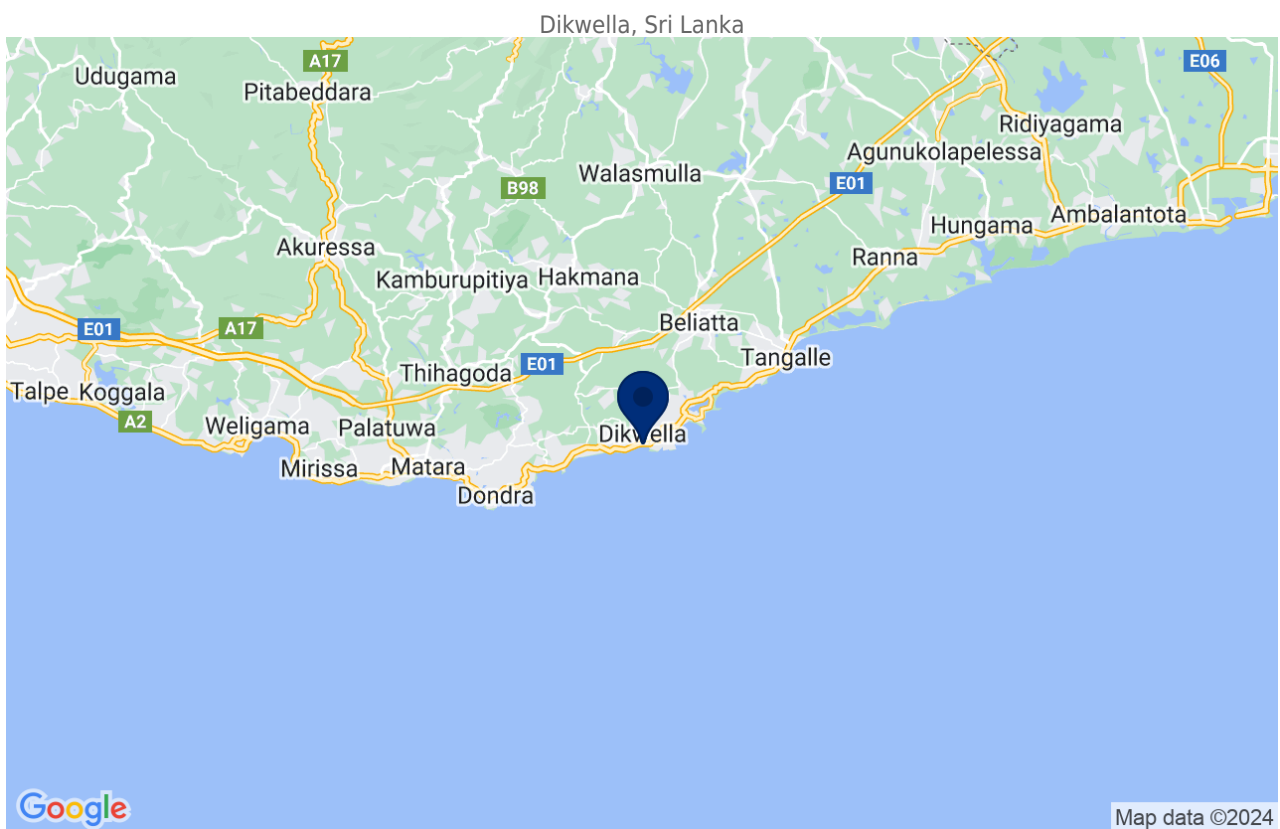 Dikwella, Sri Lanka
A17
E06
Udugama
Pitabeddara
Ridiyagama
Agunukolapelessa
Walasmulla
E01
B98
Ambalantota
Hungama
Akuressa
Ranna
Kamburupitiya
Hakmana
Beliatta
E01
A17
Tangalle
E01
Thihagoda
Talpe
Koggala
A2
Weligama
Palatuwa
Dikwella
Mirissa
Matara
Dondra
Google
Map data ©2024